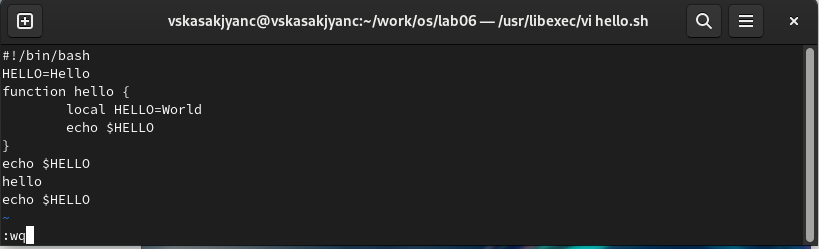 vskasakjyanc@vskasakjyanc:~/work/os/lab06 — /usr/libexec/vi hello.sh
#!/bin/bash
HELLO=Hello
function hello {
        local HELLO=World
        echo $HELLO
}
echo $HELLO
hello
echo $HELLO
~
:wq